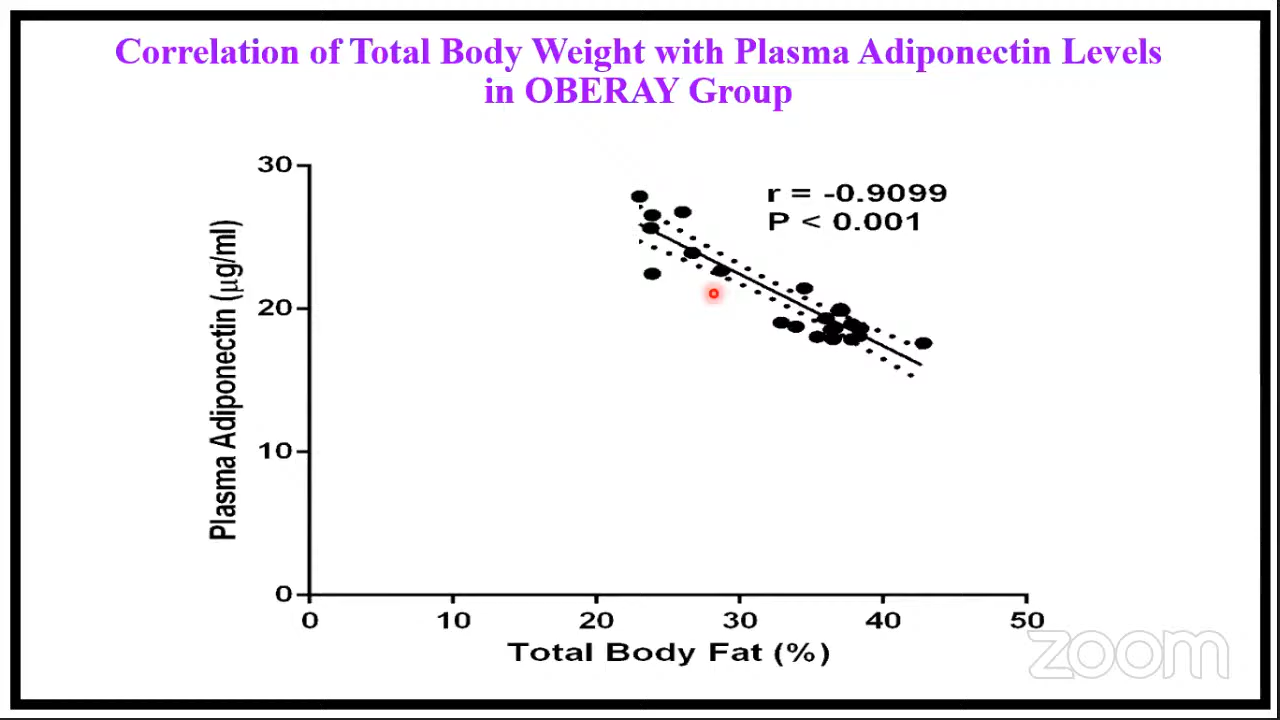 Correlation of Total Body Weight with Plasma Adiponectin Levels
in OBERAY Group
r = -0.9099
P < 0.001
Plasma Adiponectin (µg/ml)
30
20
10
0
0 10 20 30 40 50
Total Body Fat (%)
zoom